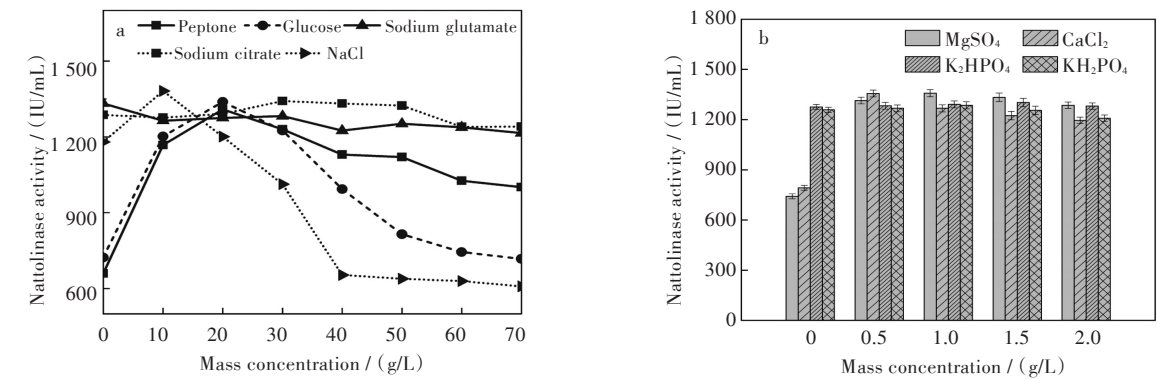 a
Peptone Glucose Sodium glutamate
Sodium citrate NaCl
1 500
1 200
900
600
Nattolinase activity / (IU/mL)
0 10 20 30 40 50 60 70
Mass concentration / (g/L)
b
MgSO₄ CaCl₂
K₂HPO₄ KH₂PO₄
1 800
1 500
1 200
900
600
300
0
Nattolinase activity / (IU/mL)
0 0.5 1.0 1.5 2.0
Mass concentration / (g/L)